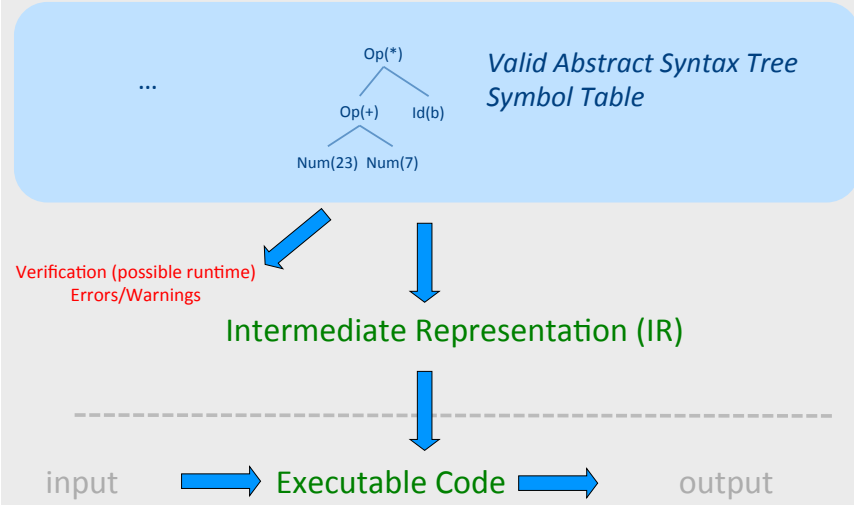 Op(*)
Valid Abstract Syntax Tree
...
Symbol Table
Op(+) Id(b)
Num(23) Num(7)
Verification (possible runtime)
Errors/Warnings
Intermediate Representation (IR)
input
Executable Code
output